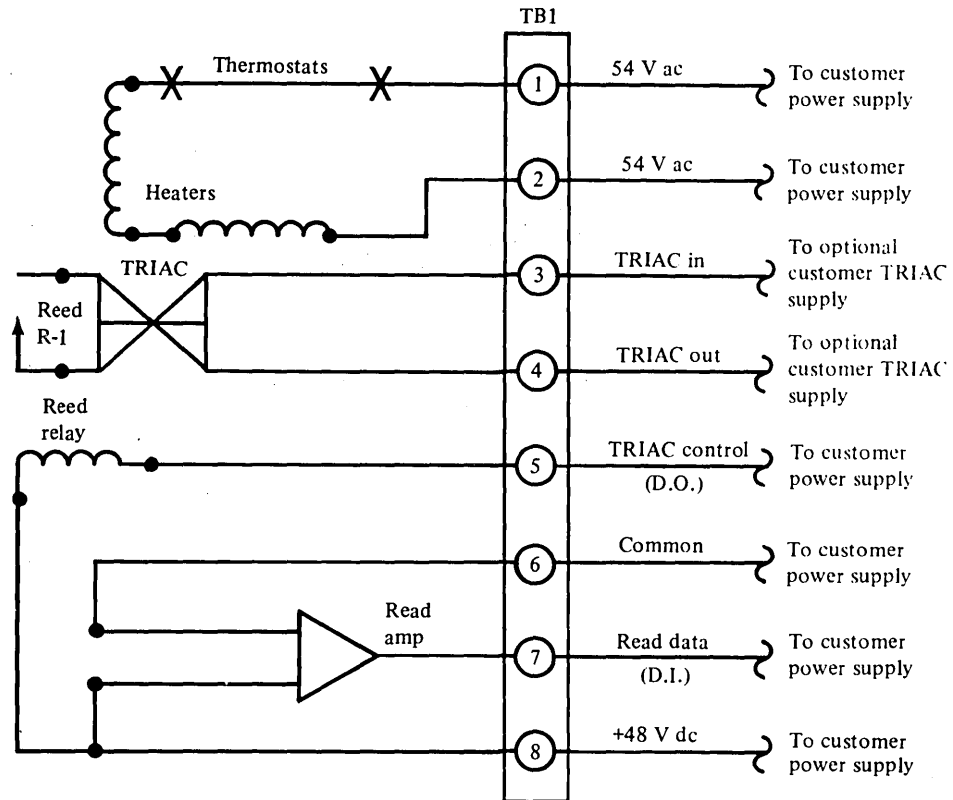 TB1
Thermostats
1
54 V ac
To customer
power supply
Heaters
2
54 V ac
To customer
power supply
TRIAC
Reed
R-1
3
TRIAC in
To optional
customer TRIAC
supply
4
TRIAC out
To optional
customer TRIAC
supply
Reed
relay
5
TRIAC control
(D.O.)
To customer
power supply
6
Common
To customer
power supply
Read
amp
7
Read data
(D.I.)
To customer
power supply
8
+48 V dc
To customer
power supply